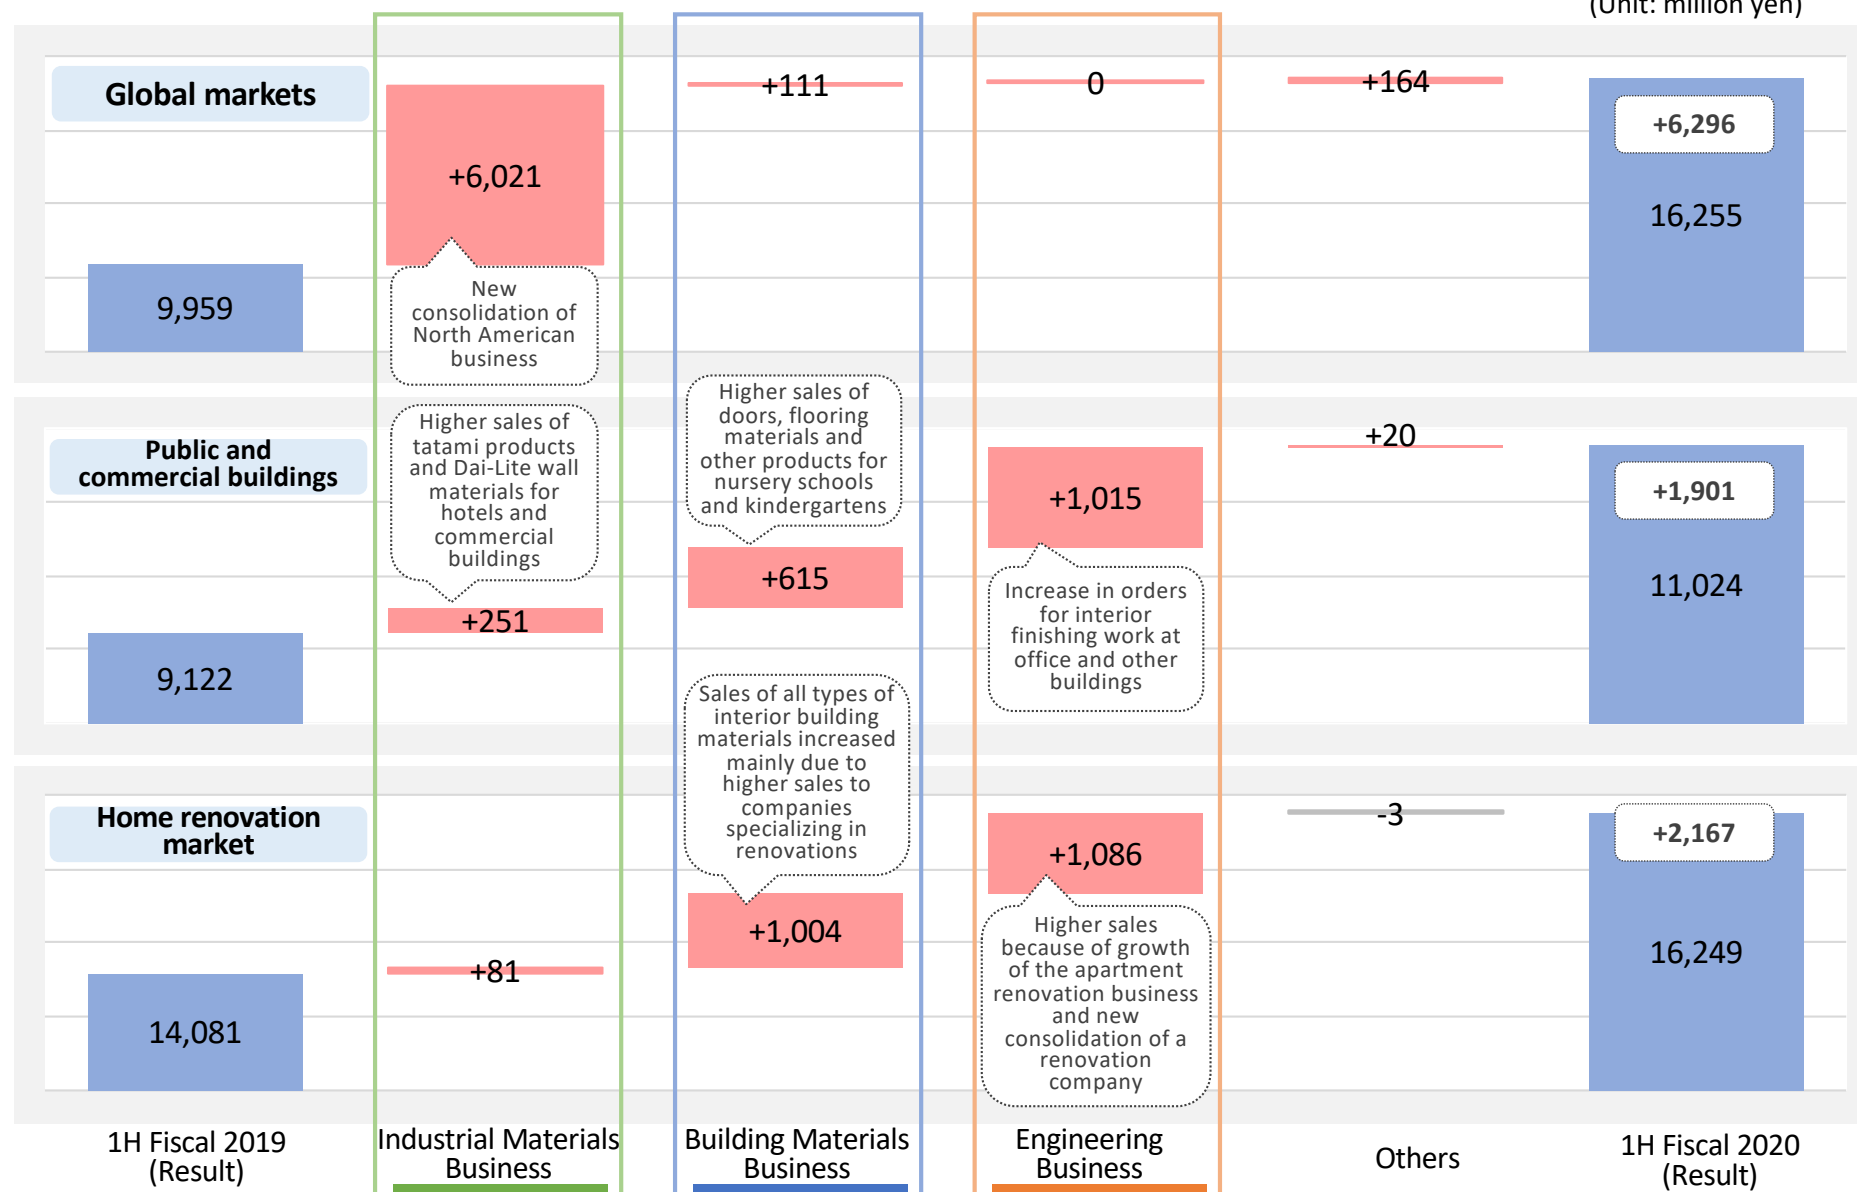 (Unit: million yen)
Global markets
9,959
+6,021
New
consolidation of
North American
business
+111
0
+164
+6,296
16,255
Public and
commercial buildings
9,122
Higher sales of
tatami products
and Dai-Lite wall
materials for
hotels and
commercial
buildings
+251
Higher sales of
doors, flooring
materials and
other products for
nursery schools
and kindergartens
+615
+1,015
Increase in orders
for interior
finishing work at
office and other
buildings
+20
+1,901
11,024
Home renovation
market
14,081
+81
Sales of all types of
interior building
materials increased
mainly due to
higher sales to
companies
specializing in
renovations
+1,004
+1,086
Higher sales
because of growth
of the apartment
renovation business
and new
consolidation of a
renovation
company
-3
+2,167
16,249
1H Fiscal 2019
(Result)
Industrial Materials
Business
Building Materials
Business
Engineering
Business
Others
1H Fiscal 2020
(Result)